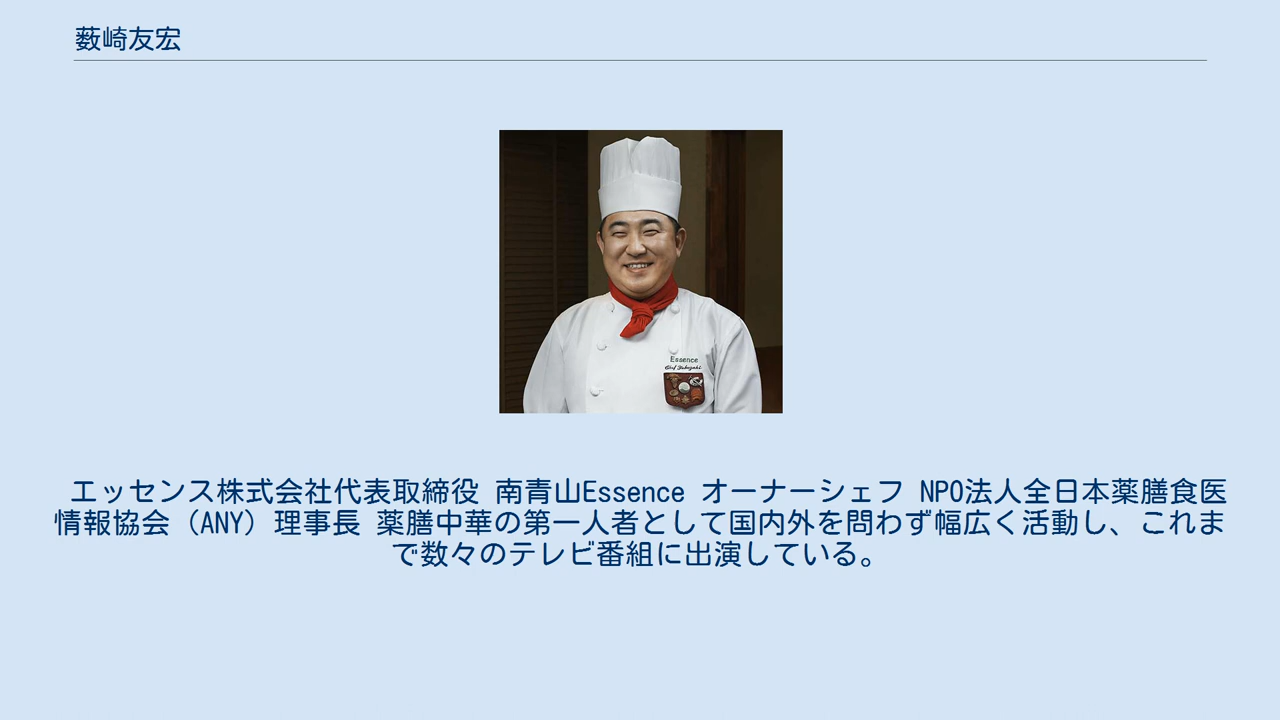 薮崎友宏
Essence
Chef Yabuzaki
エッセンス株式会社代表取締役 南青山Essence オーナーシェフ NPO法人全日本薬膳食医
情報協会（ANY）理事長 薬膳中華の第一人者として国内外を問わず幅広く活動し、これま
で数々のテレビ番組に出演している。